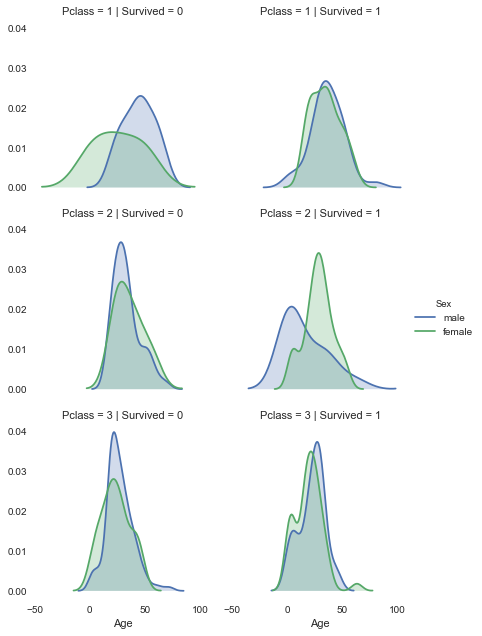 Pclass = 1 | Survived = 0
Pclass = 1 | Survived = 1
0.04
0.03
0.02
0.01
0.00
Pclass = 2 | Survived = 0
Pclass = 2 | Survived = 1
0.04
0.03
0.02
0.01
0.00
Sex
male
female
Pclass = 3 | Survived = 0
Pclass = 3 | Survived = 1
0.04
0.03
0.02
0.01
0.00
−50 0 50 100
−50 0 50 100
Age
Age